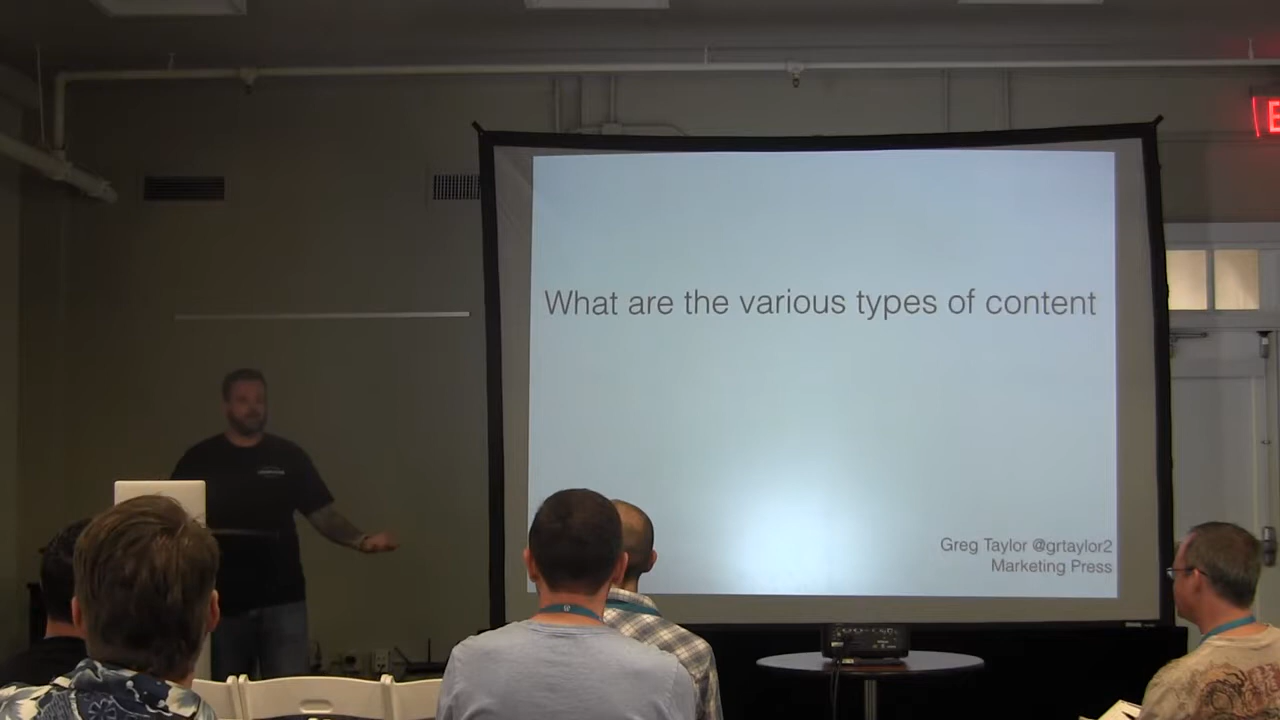 What are the various types of content
Greg Taylor @grtaylor2
Marketing Press